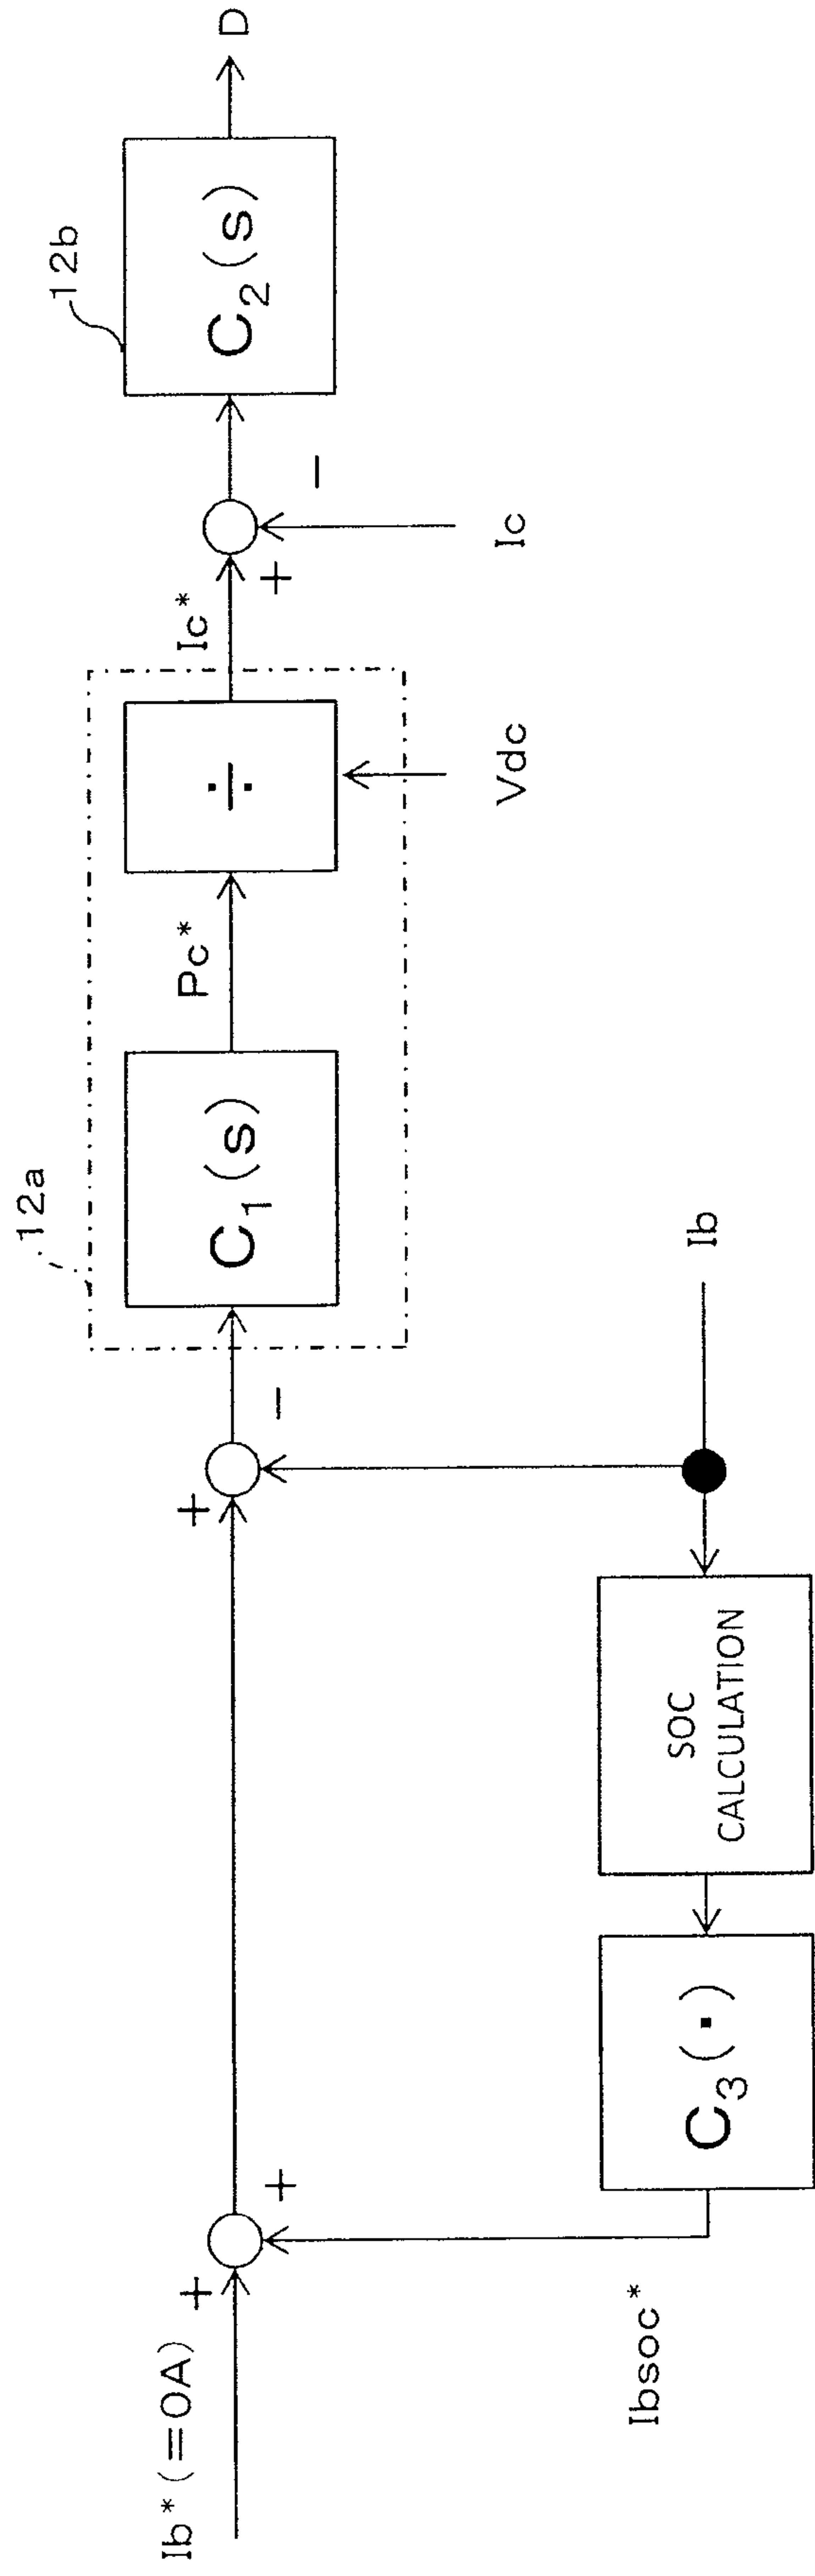 Ib*(=0A)
+
+
Ibsoc*
C3(·)
SOC
CALCULATION
Ib
+
−
12a
C1(s)
Pc*
÷
Vdc
Ic*
+
−
Ic
12b
C2(s)
D